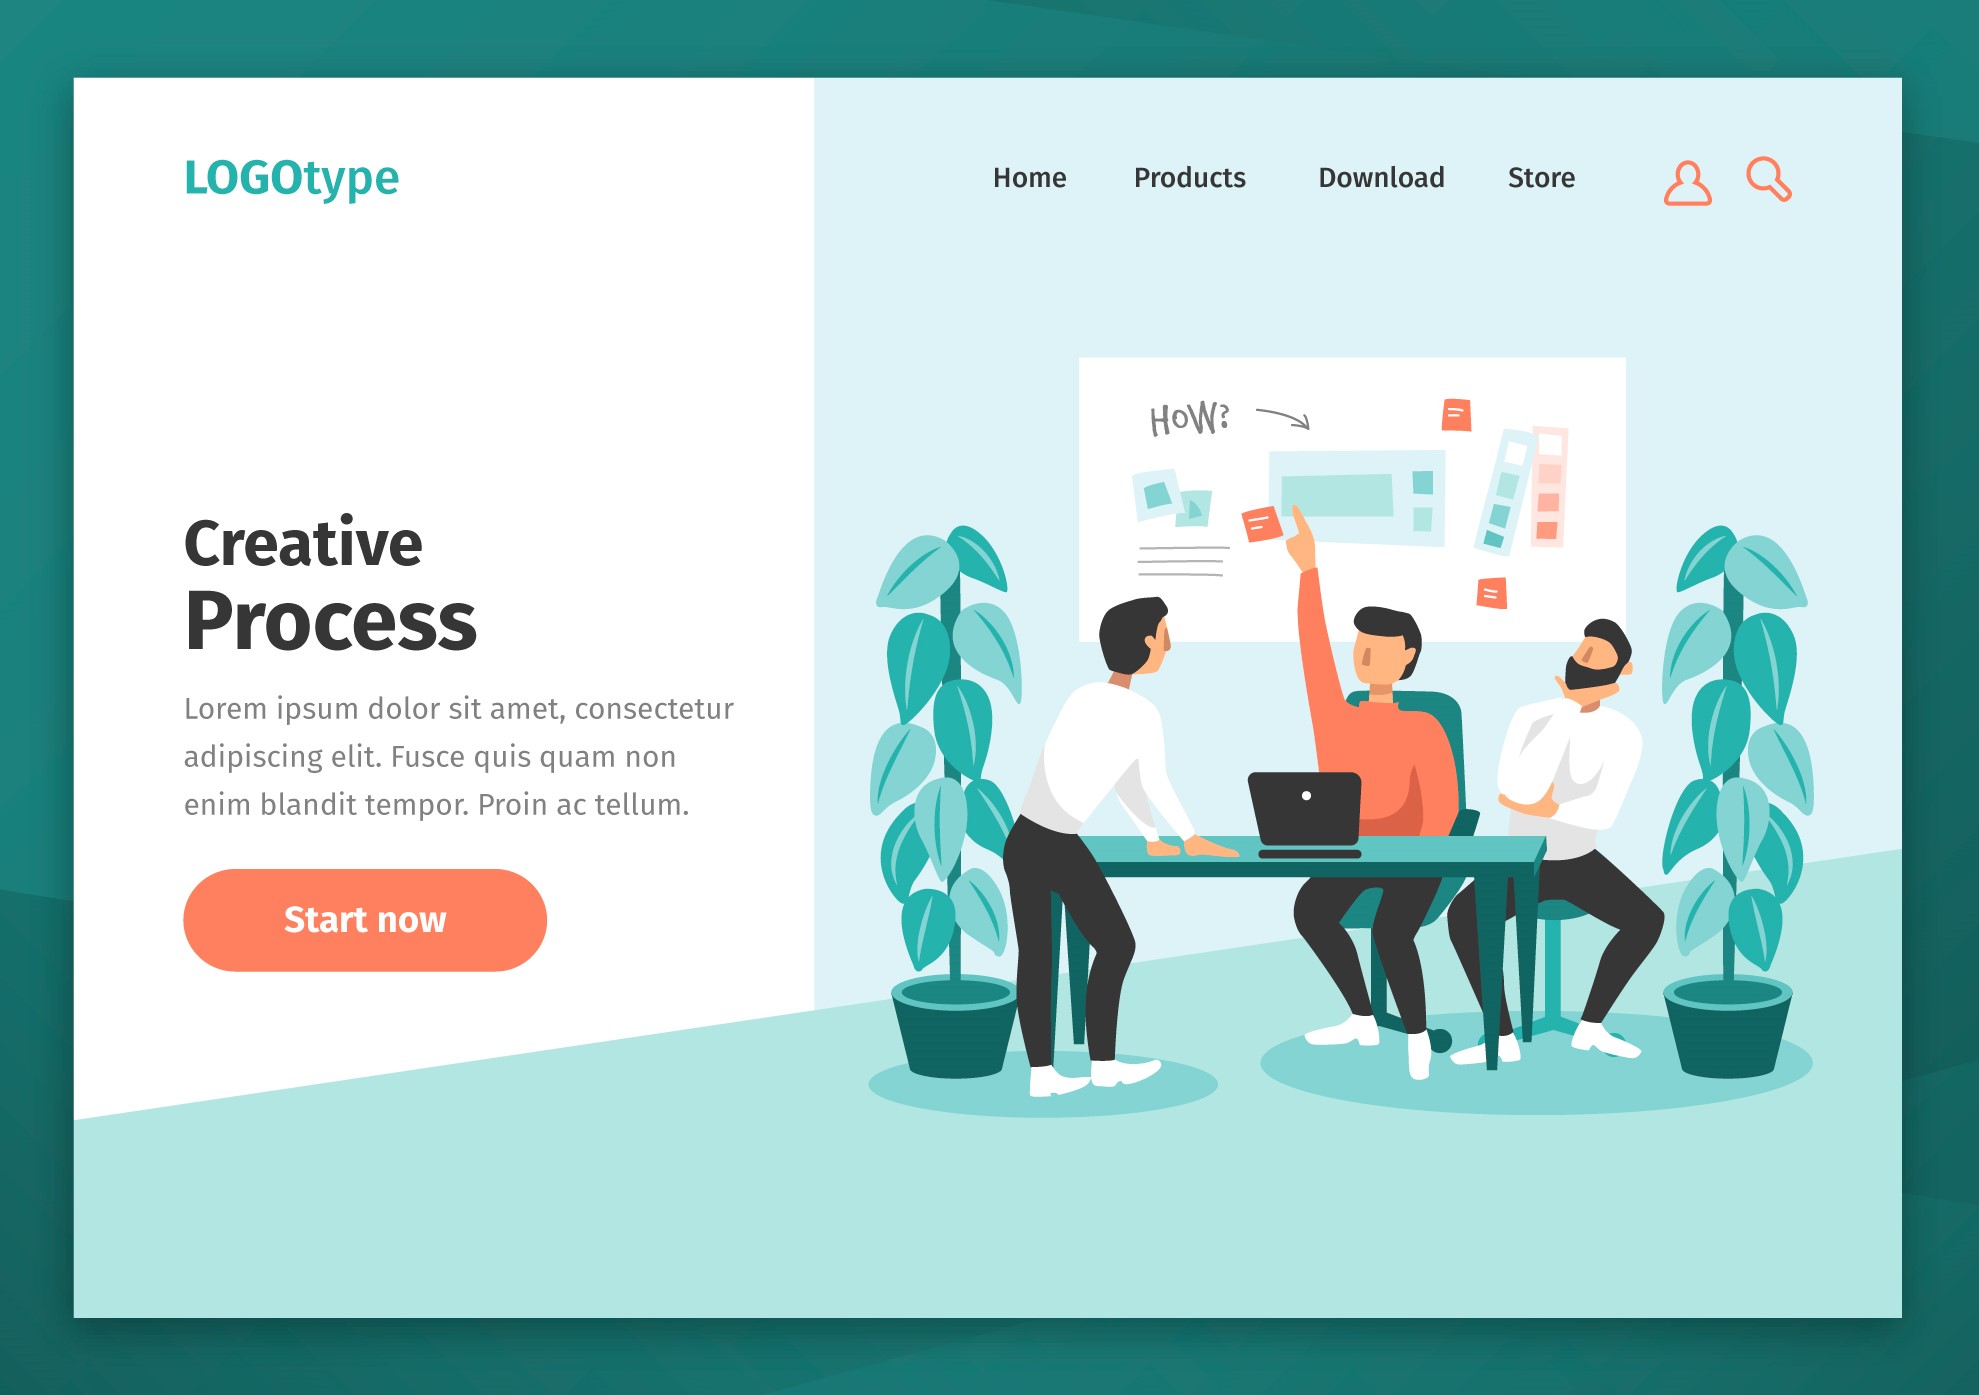 LOGOtype
Home Products Download Store
HOW?
Creative
Process
Lorem ipsum dolor sit amet, consectetur
adipiscing elit. Fusce quis quam non
enim blandit tempor. Proin ac tellum.
Start now